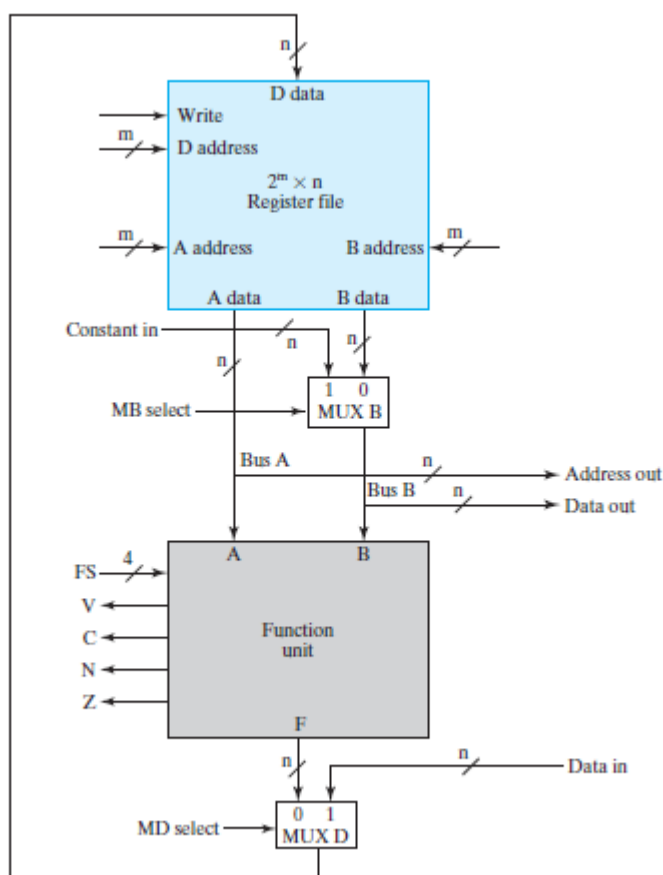 n
D data
Write
m
D address
2^m × n
Register file
m
A address
B address
m
A data
B data
Constant in
n
n
n
1 0
MB select
MUX B
Bus A
n
Address out
Bus B
n
Data out
A
B
FS
4
V
C
Function
unit
N
Z
F
n
n
Data in
0 1
MD select
MUX D